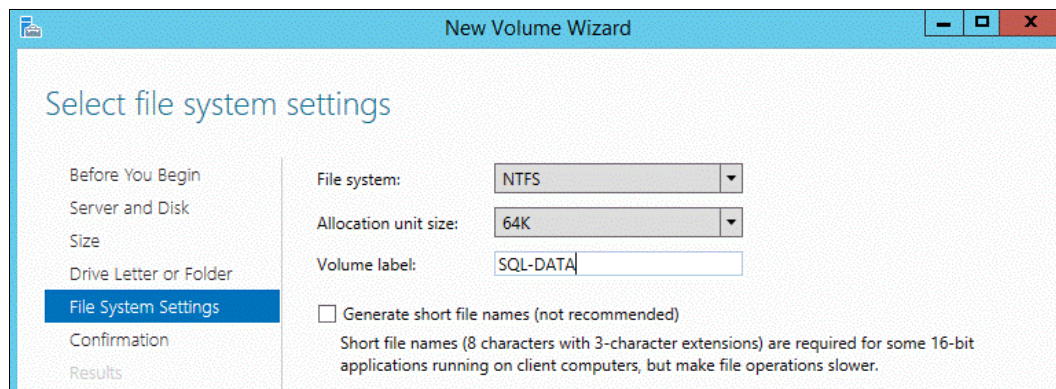 New Volume Wizard
Select file system settings
Before You Begin
Server and Disk
Size
Drive Letter or Folder
File System Settings
Confirmation
Results
File system: NTFS
Allocation unit size: 64K
Volume label: SQL-DATA
Generate short file names (not recommended)
Short file names (8 characters with 3-character extensions) are required for some 16-bit
applications running on client computers, but make file operations slower.